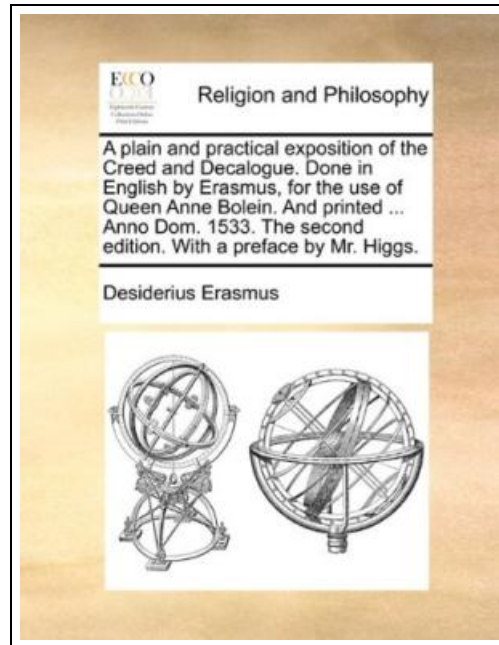 ECCO
Religion and Philosophy
A plain and practical exposition of the
Creed and Decalogue. Done in
English by Erasmus, for the use of
Queen Anne Bolein. And printed ...
Anno Dom. 1533. The second
edition. With a preface by Mr. Higgs.
Desiderius Erasmus